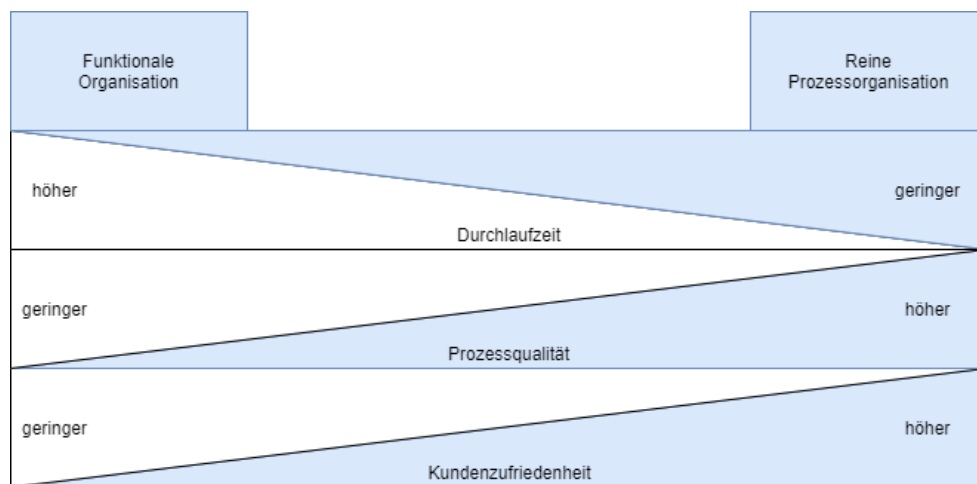 Funktionale
Organisation
Reine
Prozessorganisation
höher
geringer
Durchlaufzeit
geringer
höher
Prozessqualität
geringer
höher
Kundenzufriedenheit